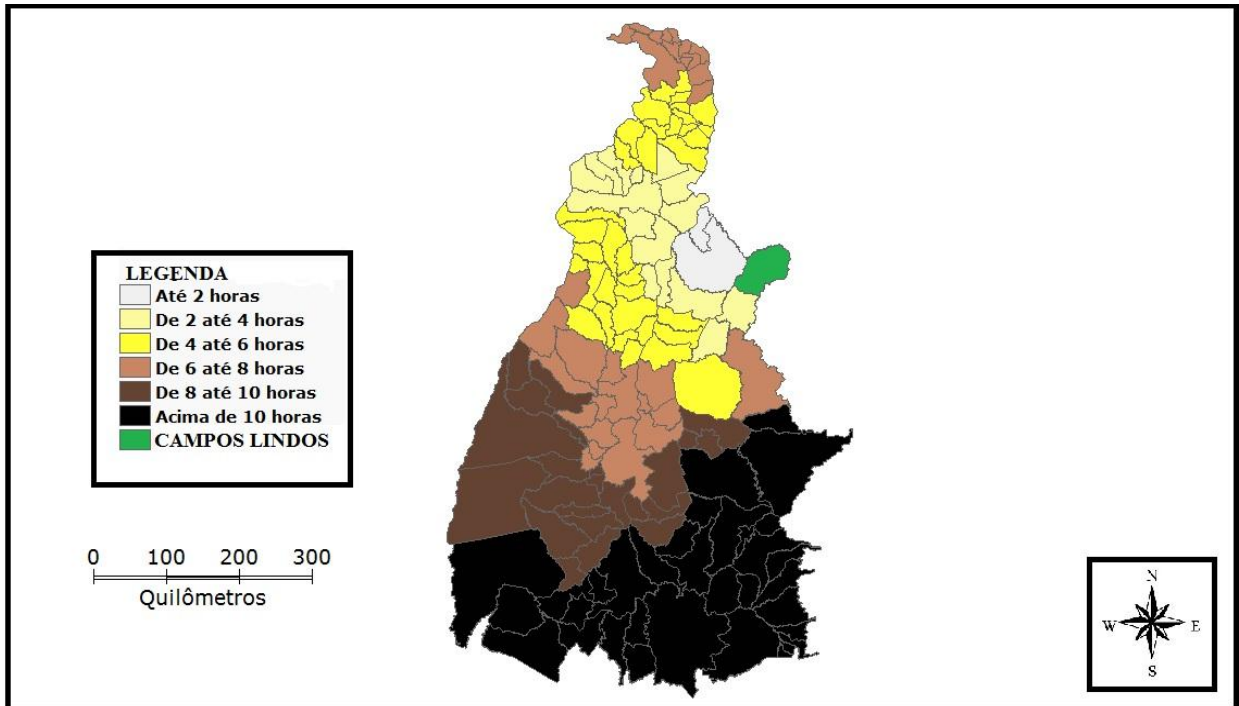 LEGENDA
Até 2 horas
De 2 até 4 horas
De 4 até 6 horas
De 6 até 8 horas
De 8 até 10 horas
Acima de 10 horas
CAMPOS LINDOS
0 100 200 300
Quilômetros
N
W E
S